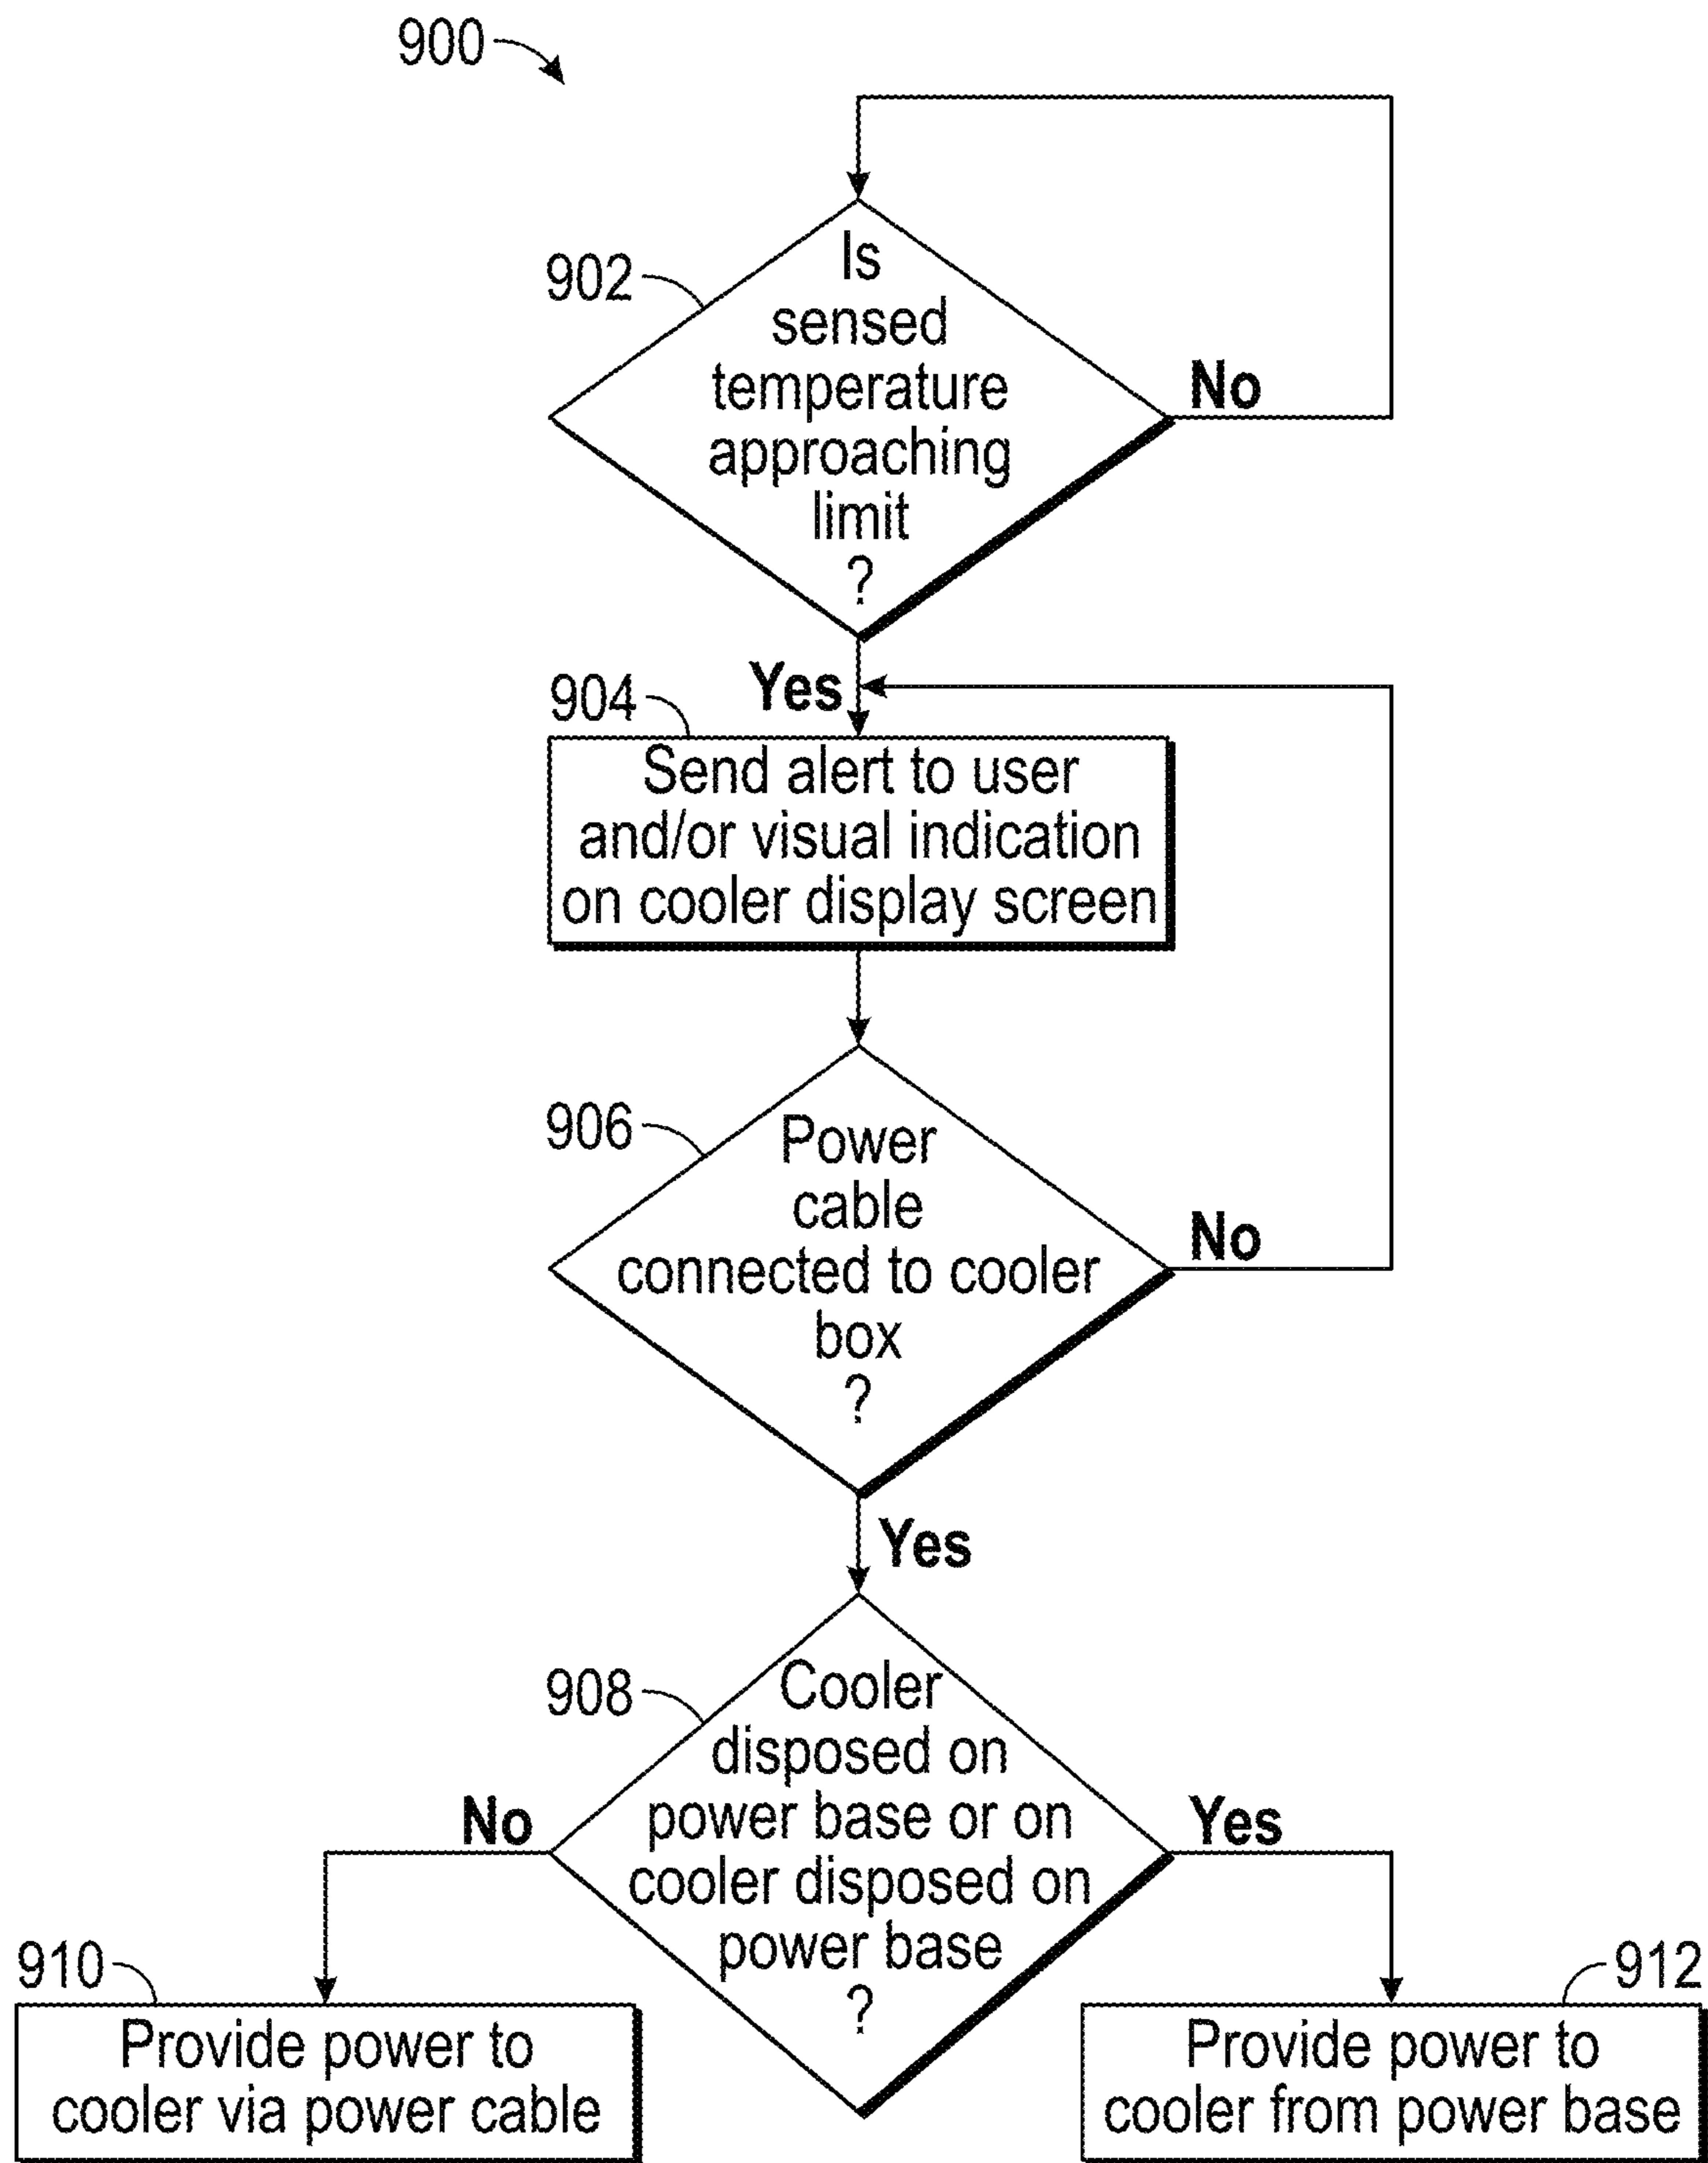 900
902
Is
sensed
temperature
approaching
limit
?
No
Yes
904
Send alert to user
and/or visual indication
on cooler display screen
906
Power
cable
connected to cooler
box
?
No
Yes
908
Cooler
disposed on
power base or on
cooler disposed on
power base
?
No
Yes
910
Provide power to
cooler via power cable
912
Provide power to
cooler from power base